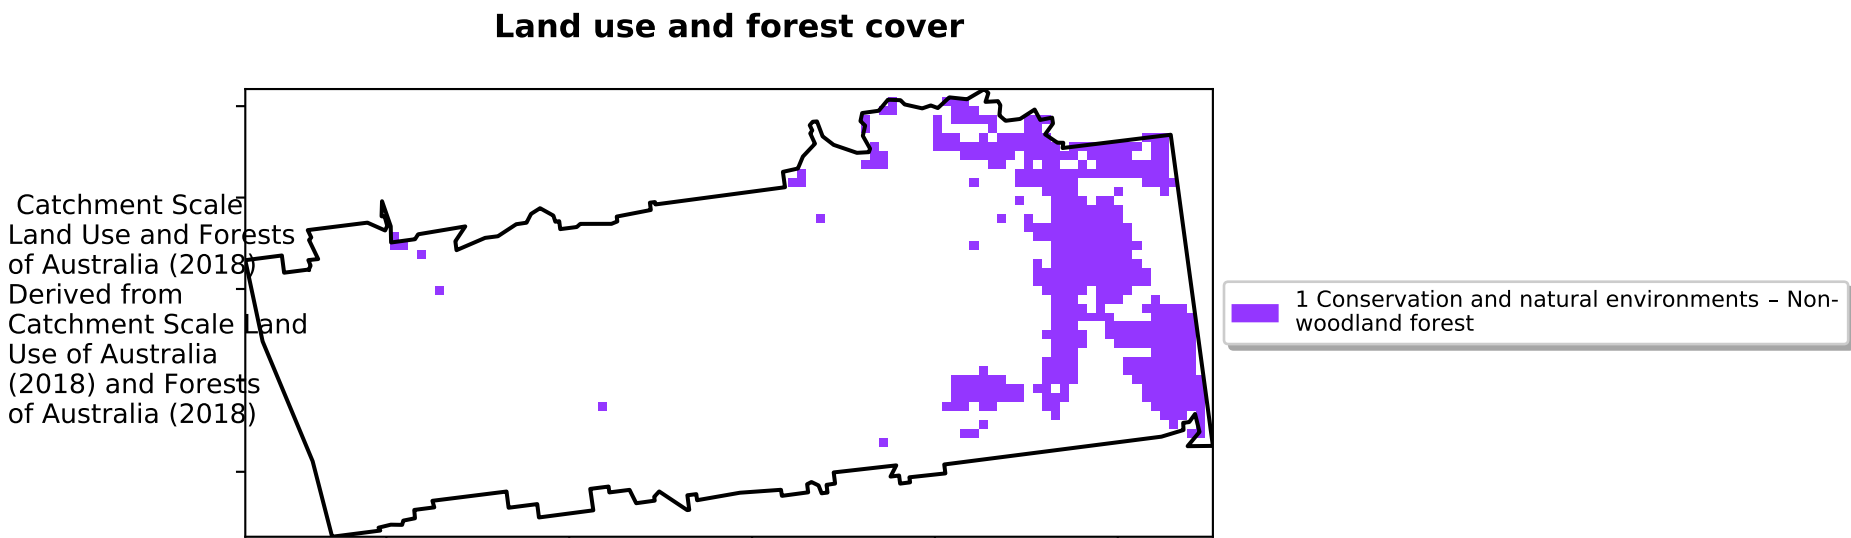 Land use and forest cover
Catchment Scale
Land Use and Forests
of Australia (2018)
Derived from
Catchment Scale Land
Use of Australia
(2018) and Forests
of Australia (2018)
1 Conservation and natural environments – Non-
woodland forest